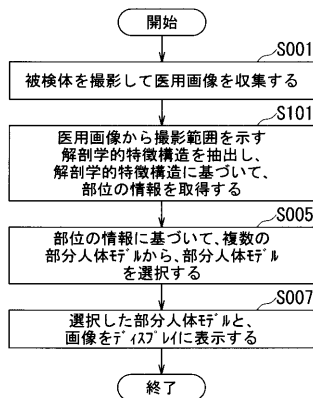 開始
S001
被検体を撮影して医用画像を収集する
S101
医用画像から撮影範囲を示す
解剖学的特徴構造を抽出し、
解剖学的特徴構造に基づいて、
部位の情報を取得する
S005
部位の情報に基づいて、複数の
部分人体ﾓﾃﾞﾙから、部分人体ﾓﾃﾞﾙ
を選択する
S007
選択した部分人体ﾓﾃﾞﾙと、
画像をﾃﾞｨｽﾌﾟﾚｲに表示する
終了